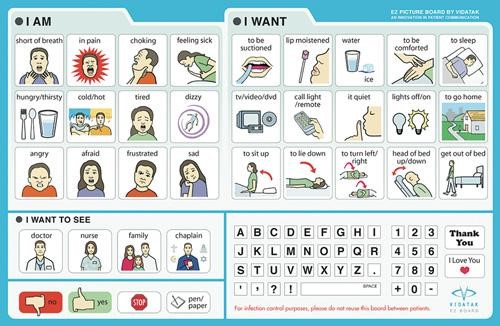 I AM
short of breath
in pain
choking
feeling sick
hungry/thirsty
cold/hot
tired
dizzy
angry
afraid
frustrated
sad
I WANT
EZ PICTURE BOARD BY VIDATAK
AN INNOVATION IN PATIENT COMMUNICATION
to be
suctioned
lip moistened
water
ice
to be
comforted
to sleep
tv/video/dvd
call light
/remote
it quiet
lights off/on
to go home
to sit up
to lie down
to turn left/
right
head of bed
up/down
get out of bed
I WANT TO SEE
doctor
nurse
family
chaplain
no
yes
STOP
pen/
paper
A B C D E F G H I
J K L M N O P Q R
S T U V W X Y Z .
' , ? ! SPACE
1 2 3
4 5 6
7 8 9
+ 0 -
Thank
You
I Love You
VIDATAK
EZ BOARD
For infection control purposes, please do not reuse this board between patients.